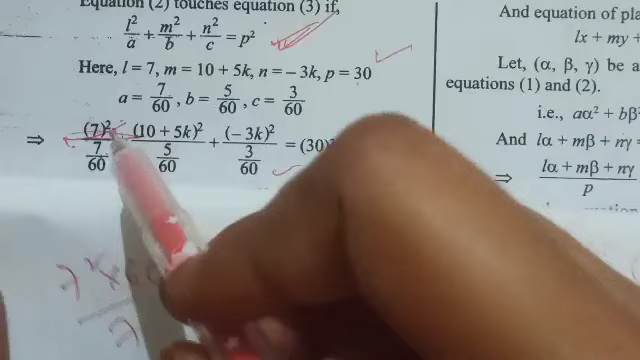 Equation (2) touches equation (3) if,
l²/a + m²/b + n²/c = p²
Here, l = 7, m = 10 + 5k, n = – 3k, p = 30
a = 7/60, b = 5/60, c = 3/60
⇒ (7)²/(7/60) + (10 + 5k)²/(5/60) + (–3k)²/(3/60) = (30)
And equation of pla
lx + my +
Let, (α, β, γ) be a
equations (1) and (2).
i.e., aα² + bβ
And lα + mβ + nγ
⇒ (lα + mβ + nγ)/p